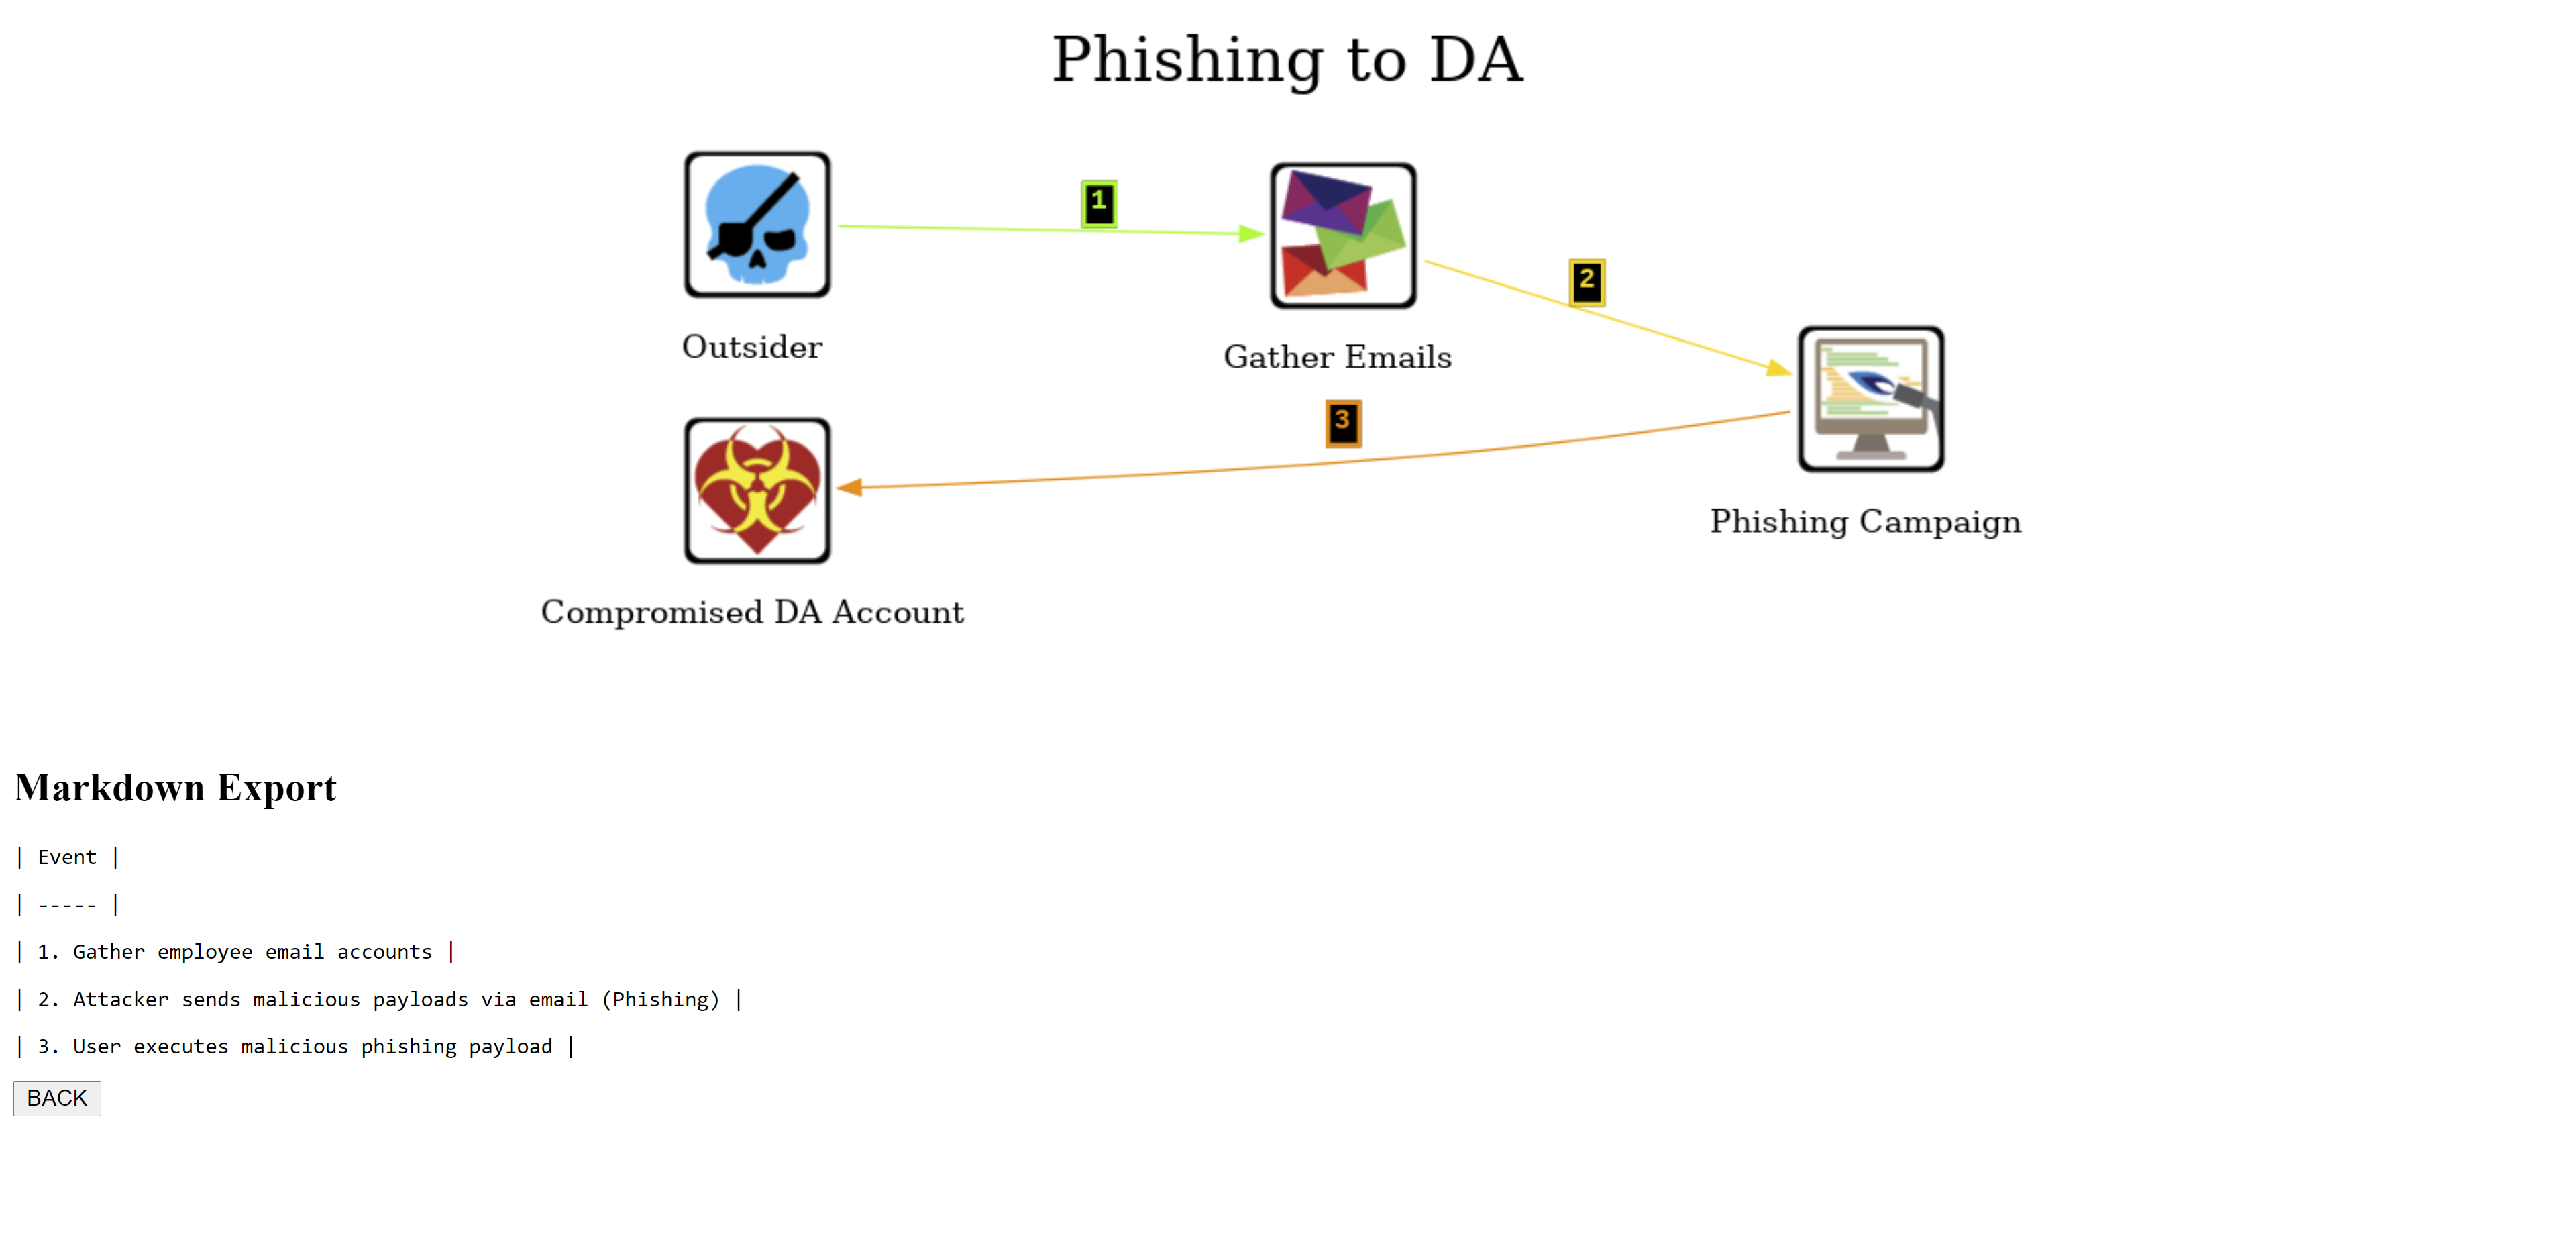 Phishing to DA
1
2
Outsider
Gather Emails
3
Phishing Campaign
Compromised DA Account
Markdown Export
| Event |
| ----- |
| 1. Gather employee email accounts |
| 2. Attacker sends malicious payloads via email (Phishing) |
| 3. User executes malicious phishing payload |
BACK